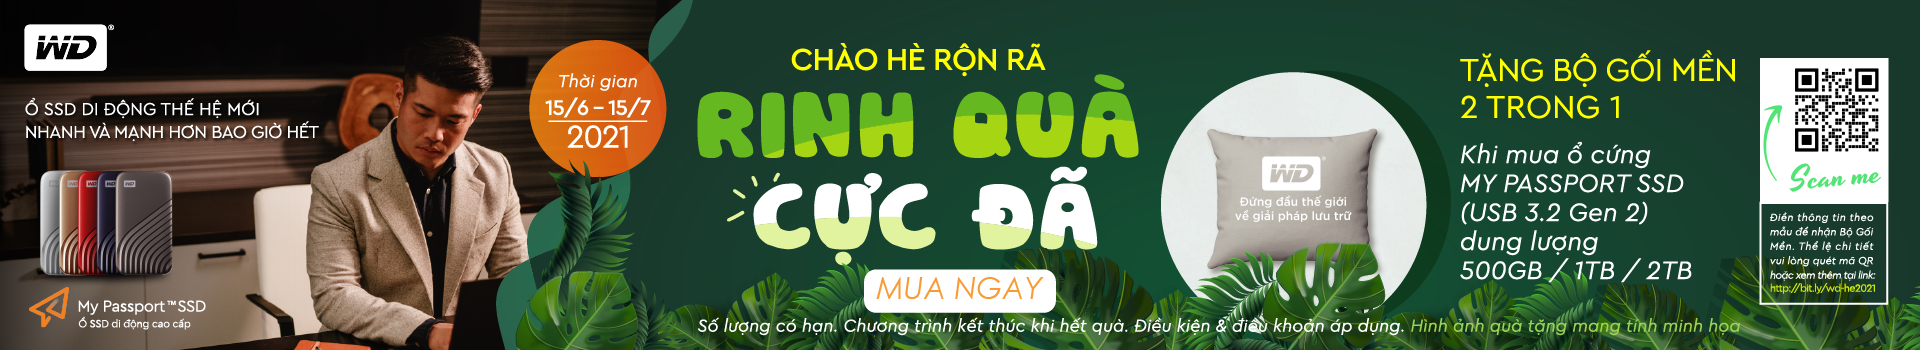 WD®
Ổ SSD DI ĐỘNG THẾ HỆ MỚI
NHANH VÀ MẠNH HƠN BAO GIỜ HẾT
My Passport™ SSD
Ổ SSD di động cao cấp
Thời gian
15/6 – 15/7
2021
CHÀO HÈ RỘN RÃ
RINH QUÀ
CỰC ĐÃ
MUA NGAY
WD®
Đứng đầu thế giới
về giải pháp lưu trữ
TẶNG BỘ GỐI MỀN
2 TRONG 1
Khi mua ổ cứng
MY PASSPORT SSD
(USB 3.2 Gen 2)
dung lượng
500GB / 1TB / 2TB
Scan me
Điền thông tin theo
mẫu để nhận Bộ Gối
Mền. Thể lệ chi tiết
vui lòng quét mã QR
hoặc xem thêm tại link:
http://bit.ly/wd-he2021
Số lượng có hạn. Chương trình kết thúc khi hết quà. Điều kiện & điều khoản áp dụng. Hình ảnh quà tặng mang tính minh họa